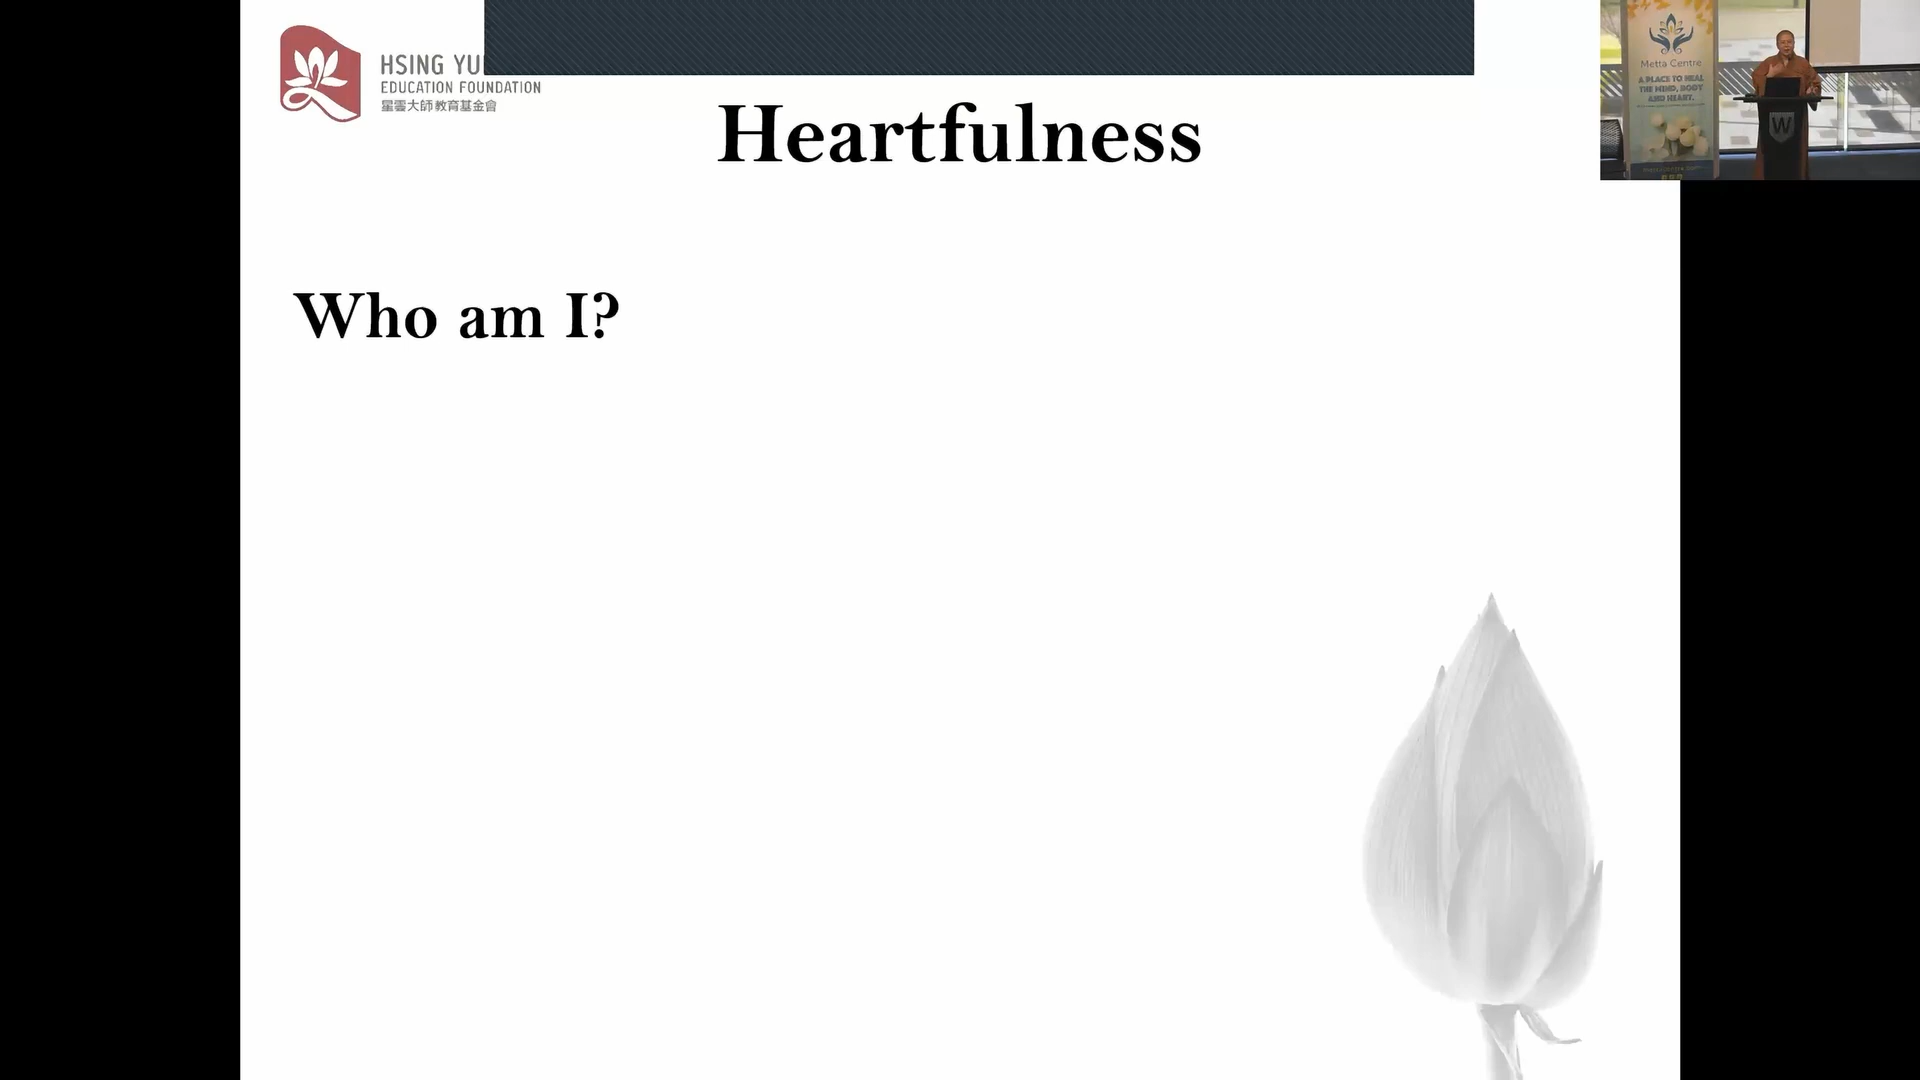 HSING YU
EDUCATION FOUNDATION
星雲大師教育基金會
Heartfulness
Who am I?
Metta Centre
A PLACE TO HEAL
THE MIND, BODY
AND HEART.
W